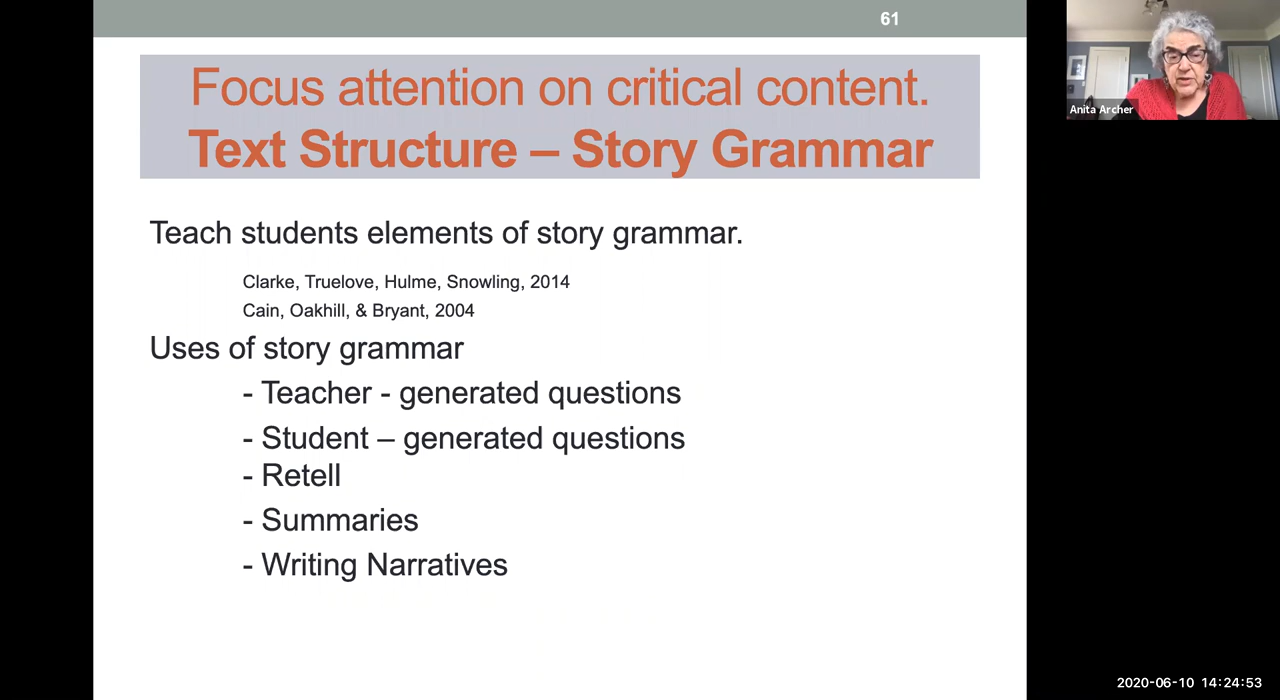 61
Focus attention on critical content.
Text Structure – Story Grammar
Teach students elements of story grammar.
Clarke, Truelove, Hulme, Snowling, 2014
Cain, Oakhill, & Bryant, 2004
Uses of story grammar
- Teacher - generated questions
- Student – generated questions
- Retell
- Summaries
- Writing Narratives
Anita Archer
2020-06-10 14:24:53